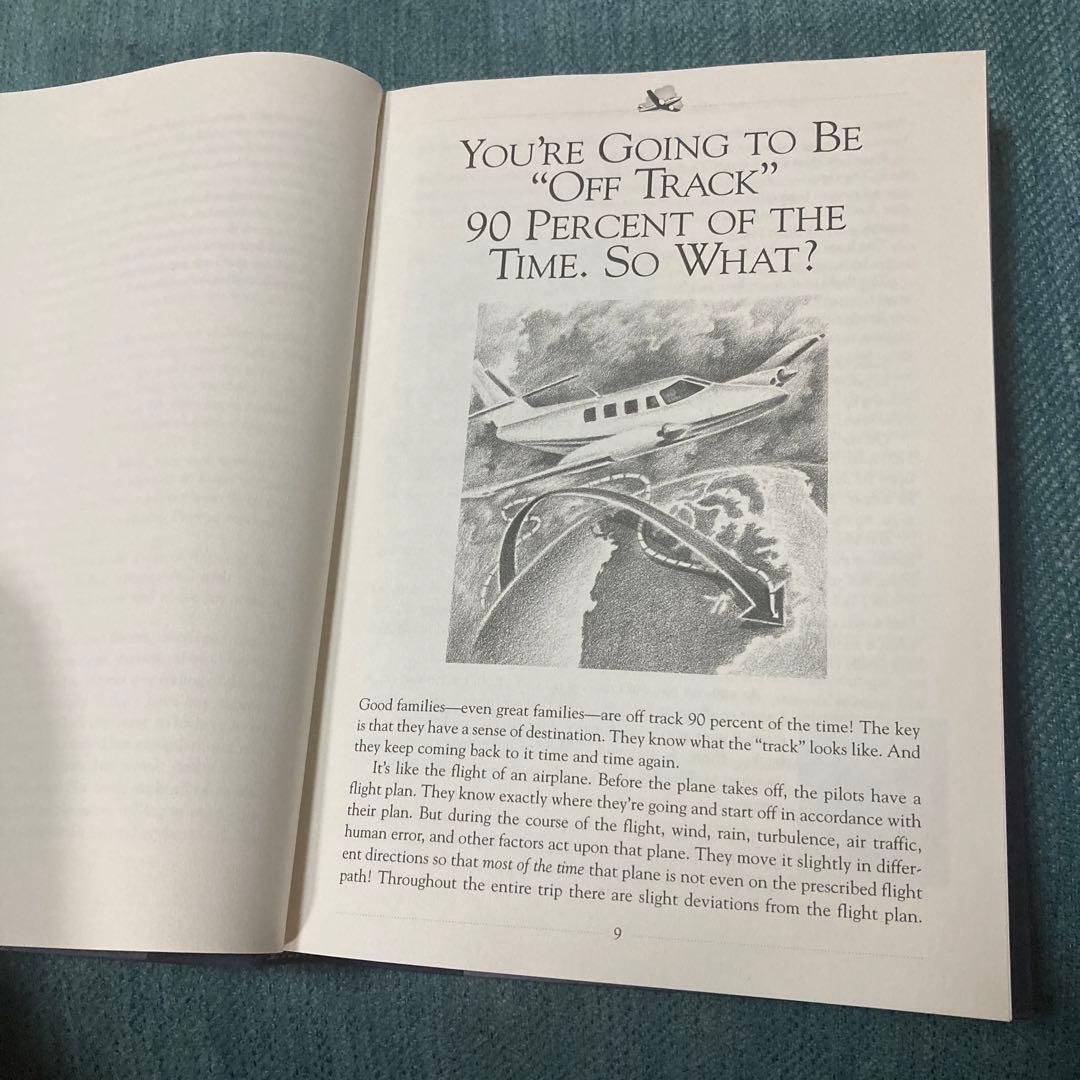 YOU'RE GOING TO BE
“OFF TRACK”
90 PERCENT OF THE
TIME. SO WHAT?
Good families—even great families—are off track 90 percent of the time! The key
is that they have a sense of destination. They know what the “track” looks like. And
they keep coming back to it time and time again.
It's like the flight of an airplane. Before the plane takes off, the pilots have a
flight plan. They know exactly where they're going and start off in accordance with
their plan. But during the course of the flight, wind, rain, turbulence, air traffic,
human error, and other factors act upon that plane. They move it slightly in differ-
ent directions so that most of the time that plane is not even on the prescribed flight
path! Throughout the entire trip there are slight deviations from the flight plan.
9